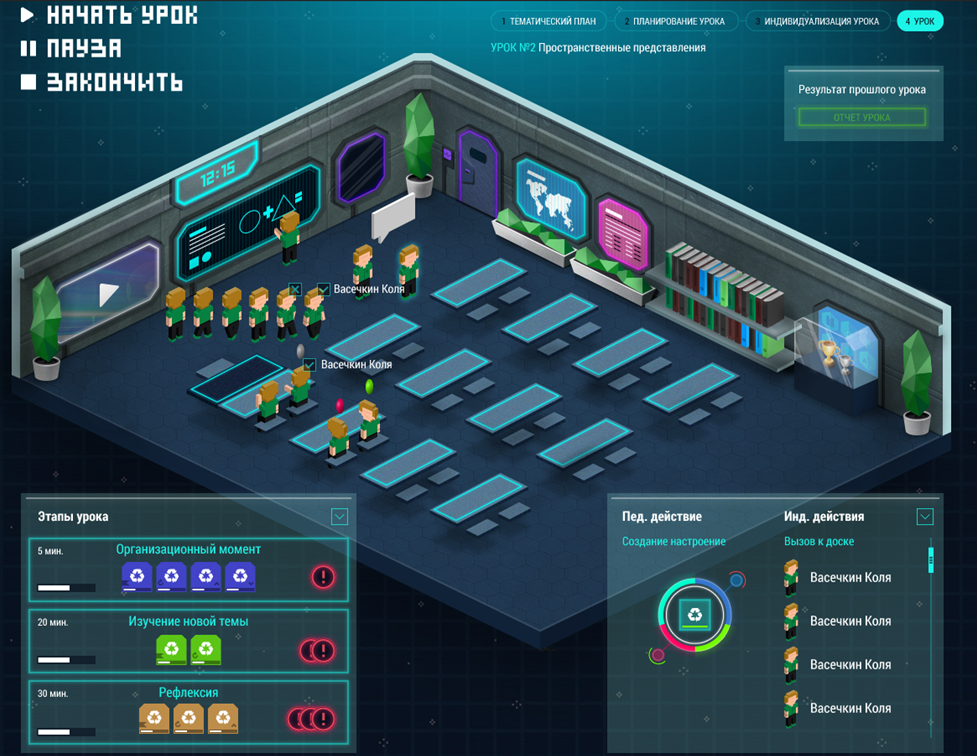 НАЧАТЬ УРОК
ПАУЗА
ЗАКОНЧИТЬ
1 ТЕМАТИЧЕСКИЙ ПЛАН
2 ПЛАНИРОВАНИЕ УРОКА
3 ИНДИВИДУАЛИЗАЦИЯ УРОКА
4 УРОК
УРОК №2 Пространственные представления
Результат прошлого урока
ОТЧЕТ УРОКА
12:15
Васечкин Коля
Васечкин Коля
Этапы урока
5 мин.
Организационный момент
20 мин.
Изучение новой темы
30 мин.
Рефлексия
Пед. действие
Создание настроение
Инд. действия
Вызов к доске
Васечкин Коля
Васечкин Коля
Васечкин Коля
Васечкин Коля